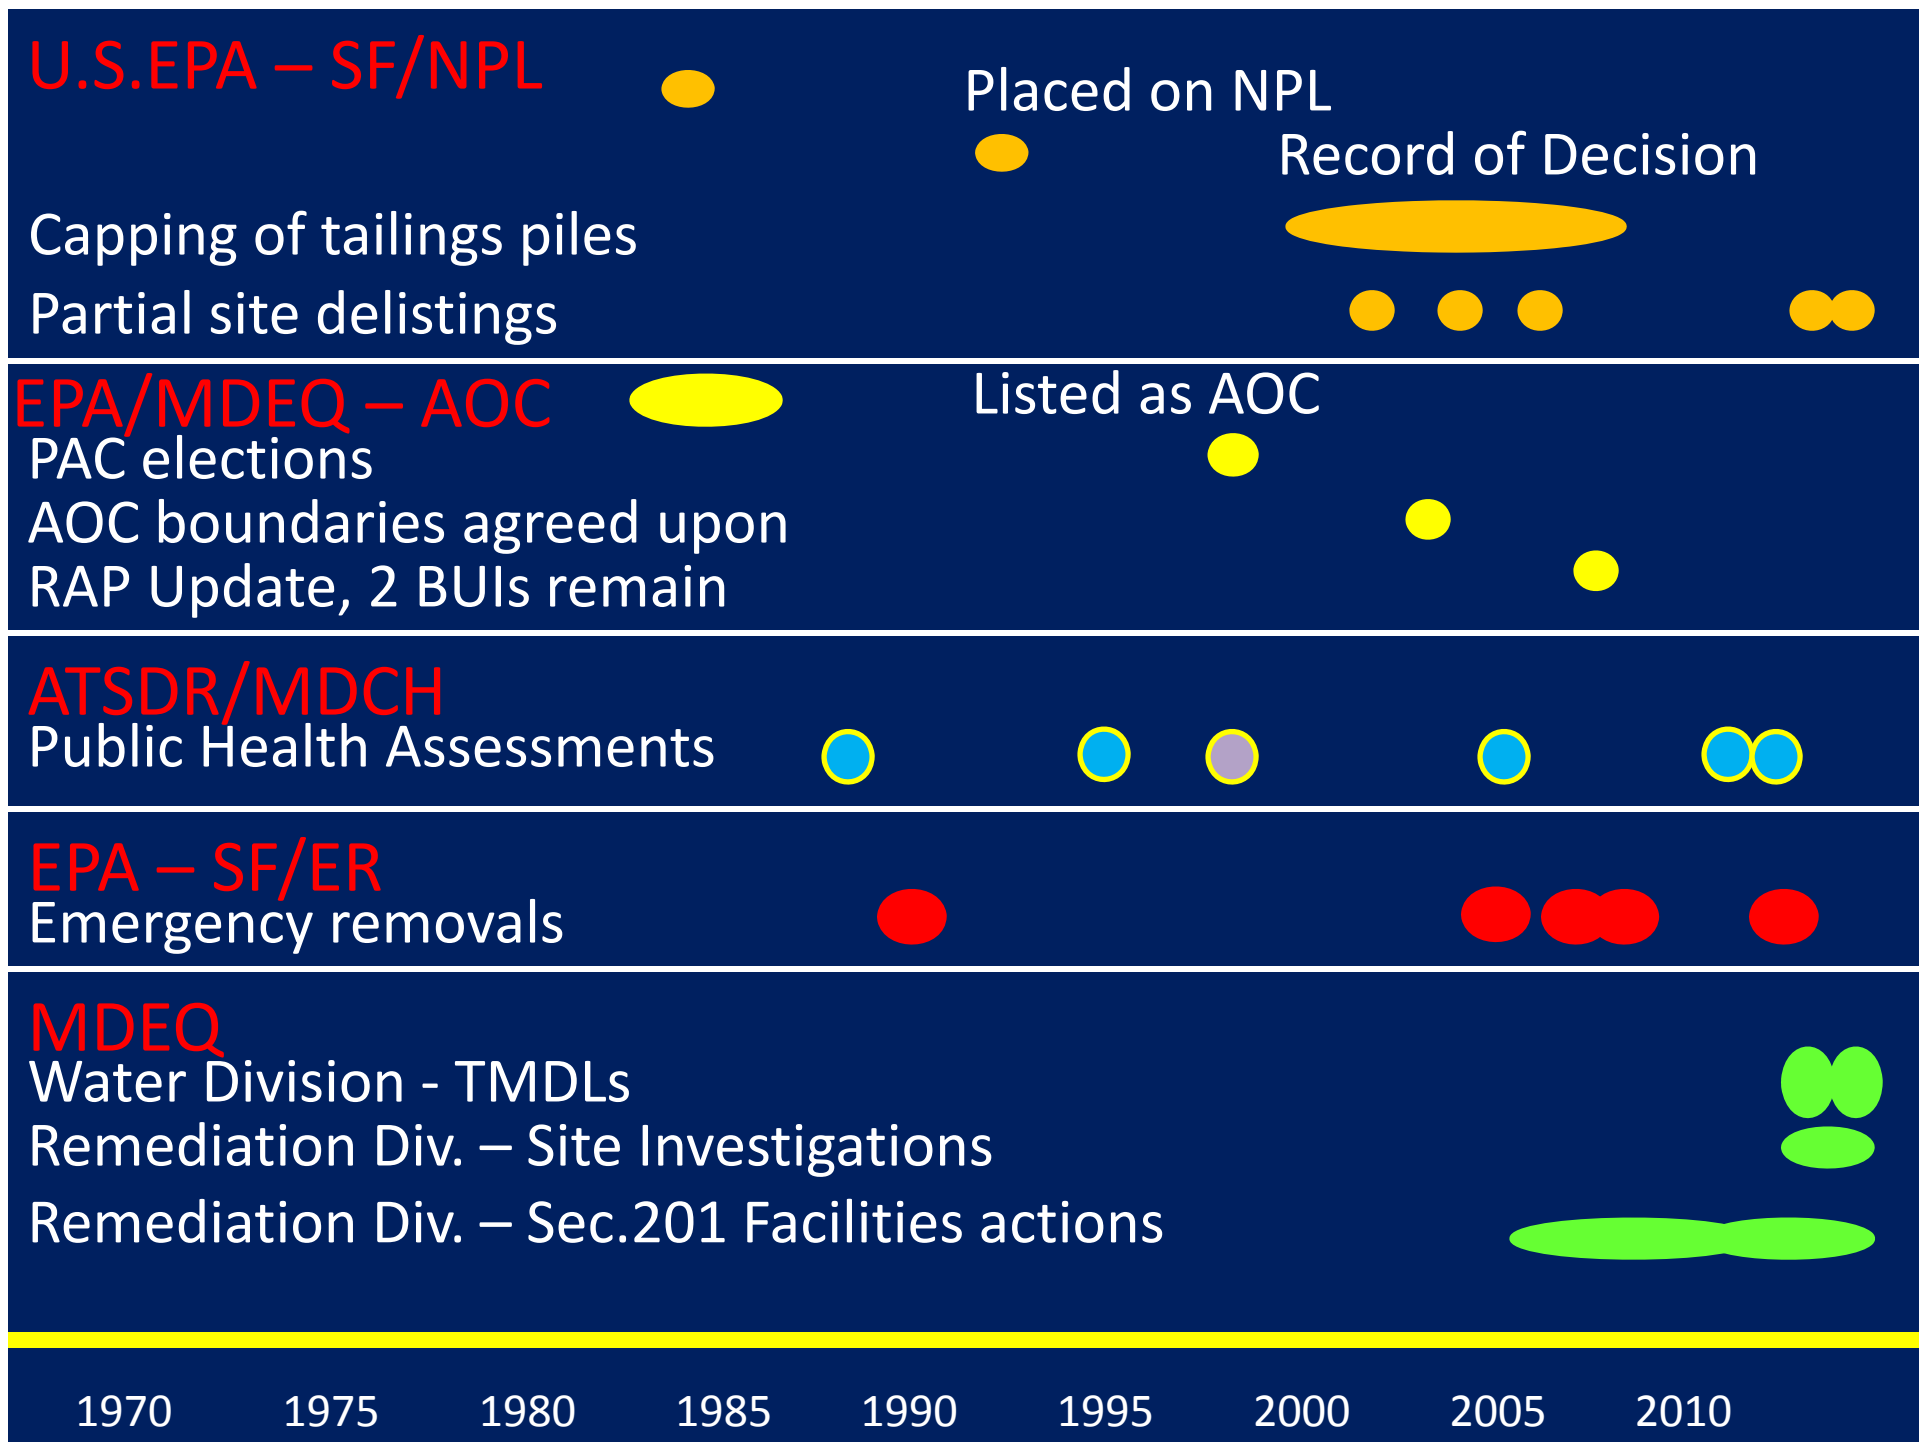 U.S.EPA – SF/NPL
Placed on NPL
Record of Decision
Capping of tailings piles
Partial site delistings
EPA/MDEQ – AOC
Listed as AOC
PAC elections
AOC boundaries agreed upon
RAP Update, 2 BUIs remain
ATSDR/MDCH
Public Health Assessments
EPA – SF/ER
Emergency removals
MDEQ
Water Division - TMDLs
Remediation Div. – Site Investigations
Remediation Div. – Sec.201 Facilities actions
1970 1975 1980 1985 1990 1995 2000 2005 2010